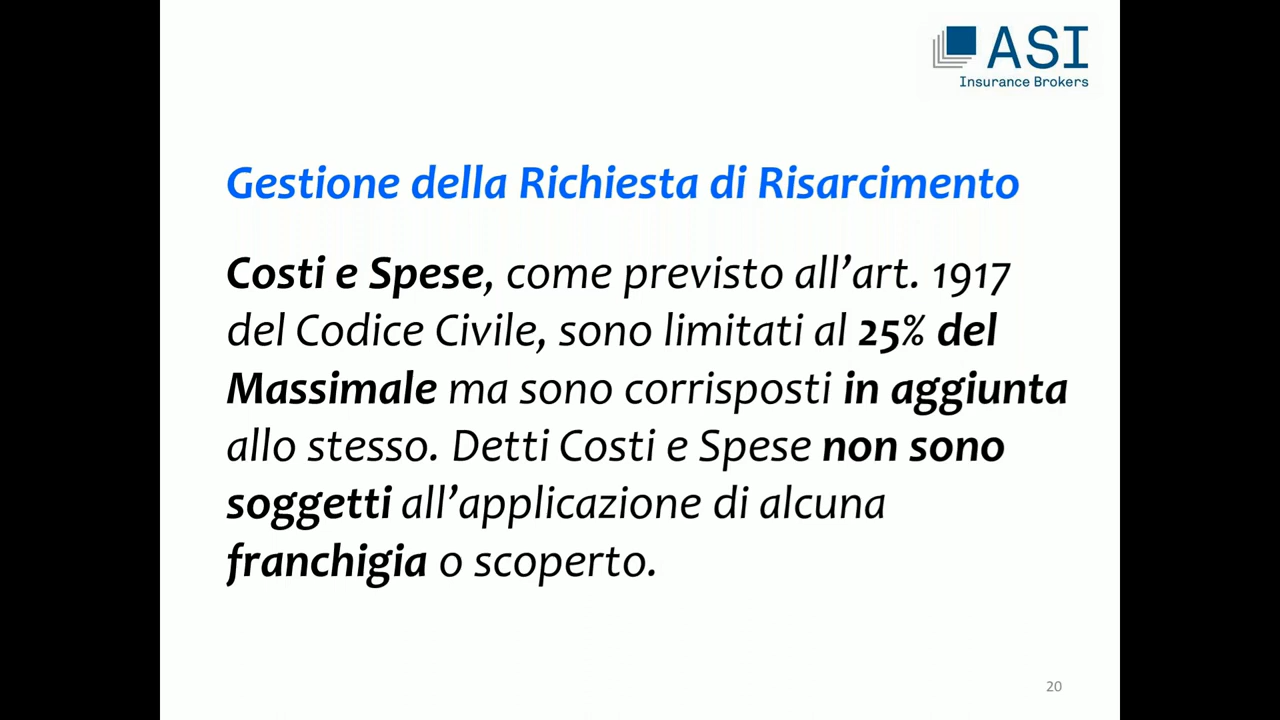 ASI
Insurance Brokers
Gestione della Richiesta di Risarcimento
Costi e Spese, come previsto all’art. 1917
del Codice Civile, sono limitati al 25% del
Massimale ma sono corrisposti in aggiunta
allo stesso. Detti Costi e Spese non sono
soggetti all’applicazione di alcuna
franchigia o scoperto.
20